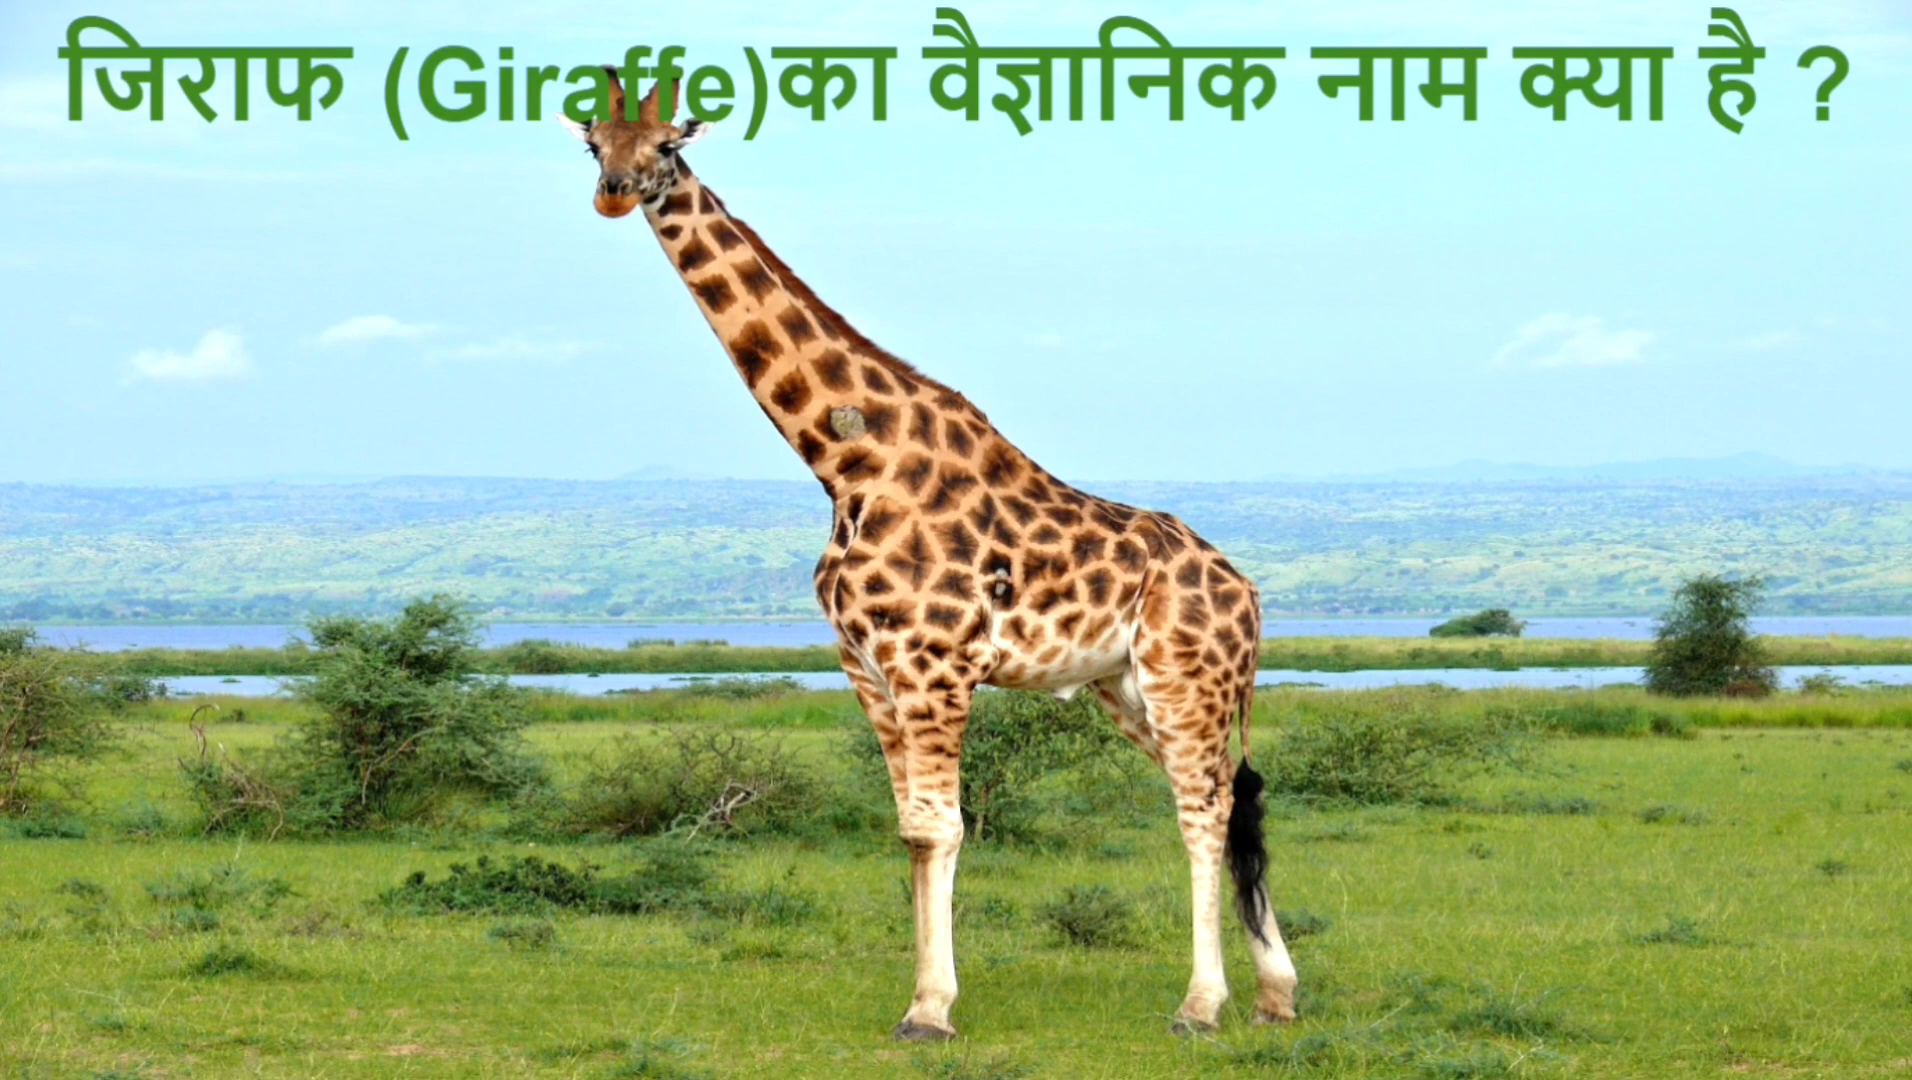 जिराफ (Giraffe)का वैज्ञानिक नाम क्या है ?